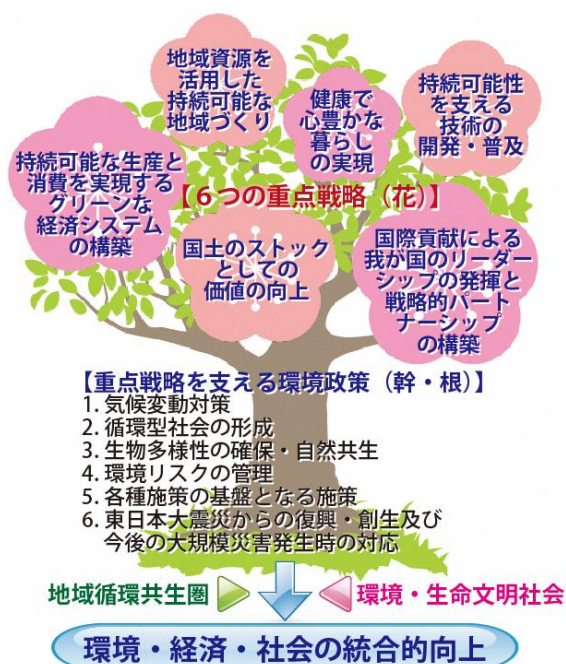 地域資源を
活用した
持続可能な
地域づくり
健康で
心豊かな
暮らし
の実現
持続可能性
を支える
技術の
開発・普及
持続可能な生産と
消費を実現する
グリーンな
経済システム
の構築
【６つの重点戦略（花）】
国土のストック
としての
価値の向上
国際貢献による
我が国のリーダー
シップの発揮と
戦略的パート
ナーシップ
の構築
【重点戦略を支える環境政策（幹・根）】
1. 気候変動対策
2. 循環型社会の形成
3. 生物多様性の確保・自然共生
4. 環境リスクの管理
5. 各種施策の基盤となる施策
6. 東日本大震災からの復興・創生及び
今後の大規模災害発生時の対応
地域循環共生圏
環境・生命文明社会
環境・経済・社会の統合的向上